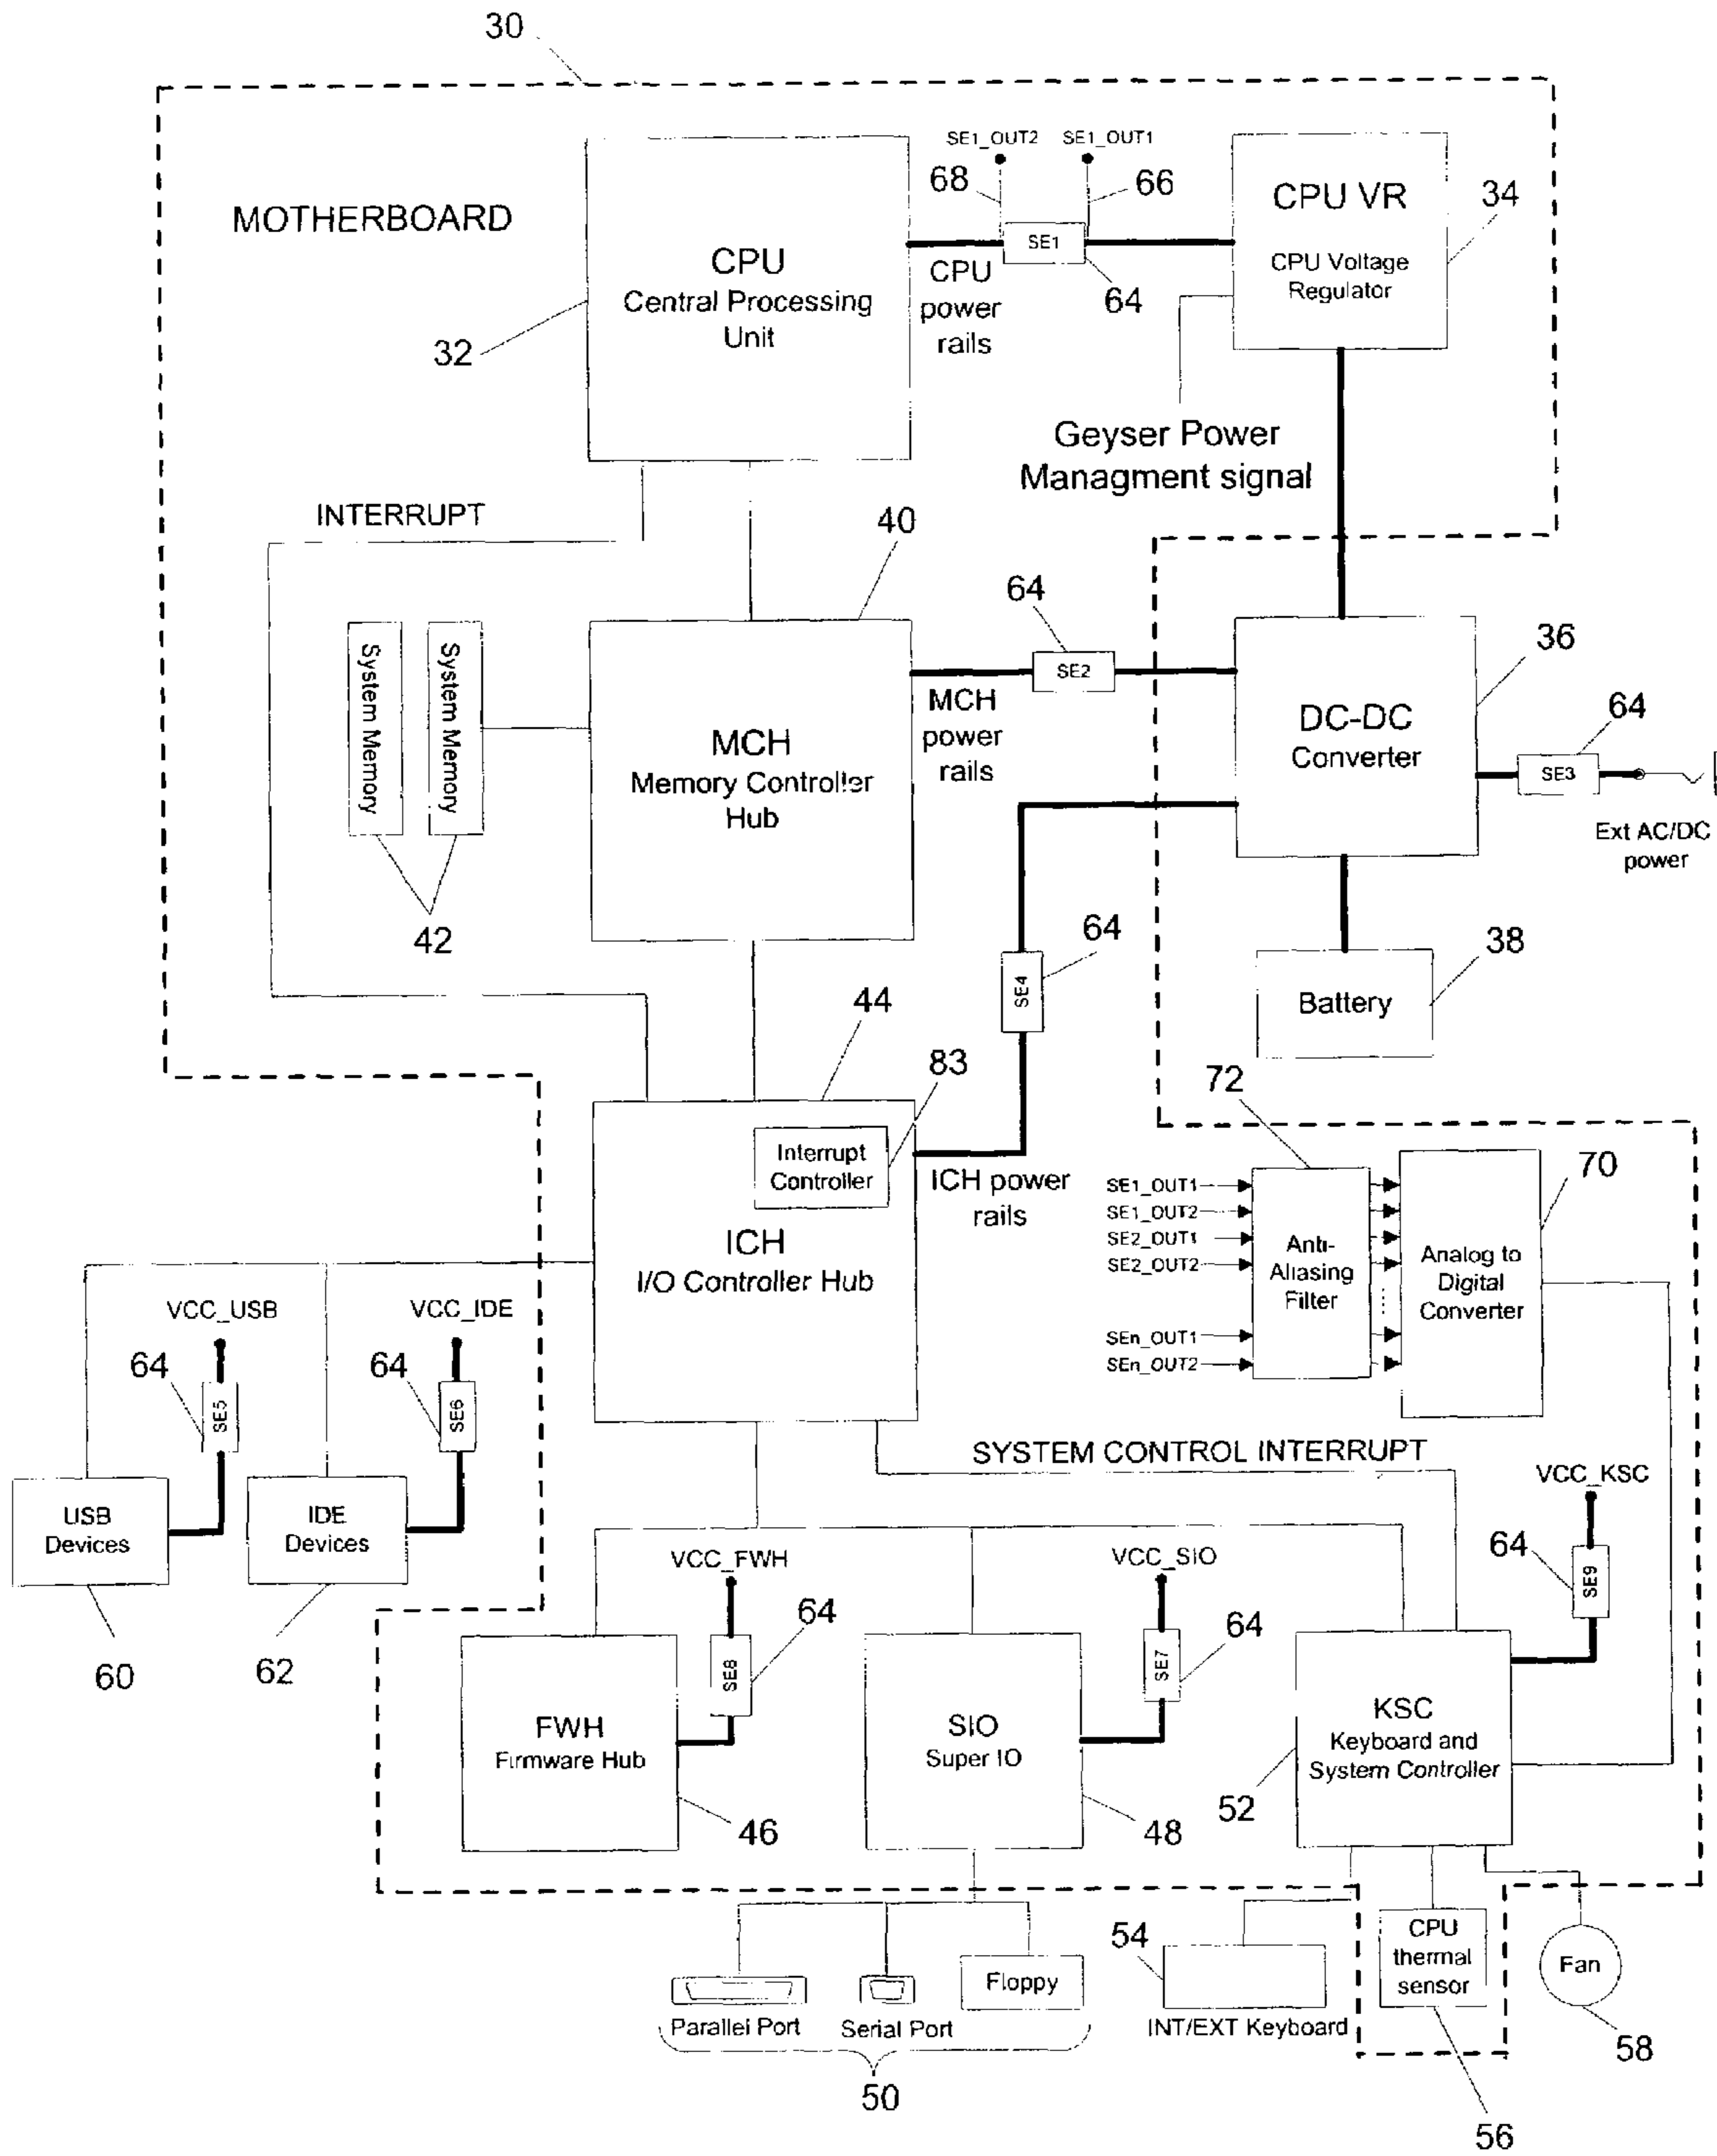 30
MOTHERBOARD
CPU
Central Processing
Unit
32
SE1_OUT2
SE1_OUT1
68
66
SE1
64
CPU
power
rails
CPU VR
CPU Voltage
Regulator
34
Geyser Power
Managment signal
INTERRUPT
40
System Memory
System Memory
42
MCH
Memory Controller
Hub
64
SE2
MCH
power
rails
DC-DC
Converter
36
64
SE3
Ext AC/DC
power
64
SE4
Battery
38
44
83
Interrupt
Controller
ICH
I/O Controller Hub
ICH power
rails
72
70
SE1_OUT1
SE1_OUT2
SE2_OUT1
SE2_OUT2
SEn_OUT1
SEn_OUT2
Anti-
Aliasing
Filter
Analog to
Digital
Converter
VCC_USB
64
SE5
VCC_IDE
64
SE6
USB
Devices
60
IDE
Devices
62
SYSTEM CONTROL INTERRUPT
VCC_KSC
64
SE9
VCC_FWH
64
SE8
VCC_SIO
64
SE7
FWH
Firmware Hub
46
SIO
Super IO
48
KSC
Keyboard and
System Controller
52
Parallel Port
Serial Port
Floppy
50
54
INT/EXT Keyboard
CPU
thermal
sensor
56
Fan
58